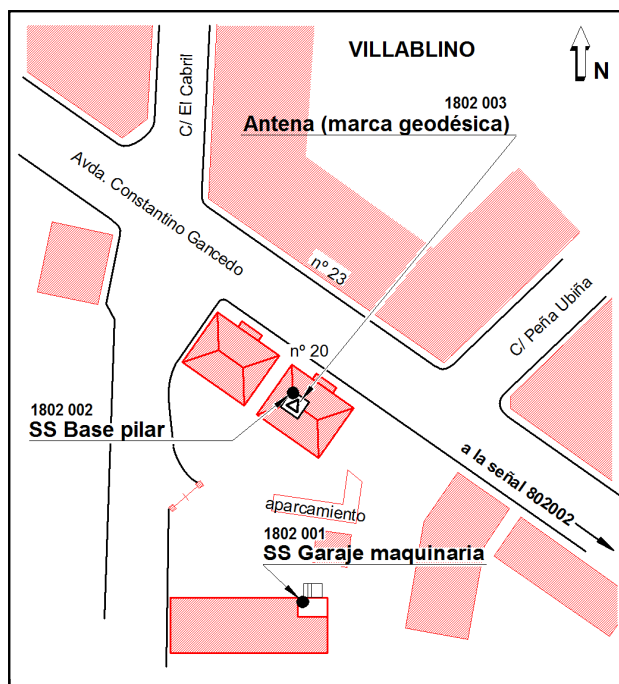 VILLABLINO
N
C/ El Cabril
1802 003
Antena (marca geodésica)
Avda. Constantino Gancedo
nº 23
C/ Peña Ubiña
nº 20
1802 002
SS Base pilar
a la señal 802002
aparcamiento
1802 001
SS Garaje maquinaria